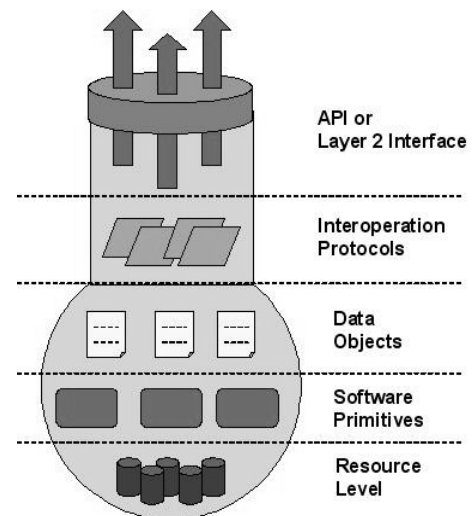 API or
Layer 2 Interface
Interoperation
Protocols
Data
Objects
Software
Primitives
Resource
Level